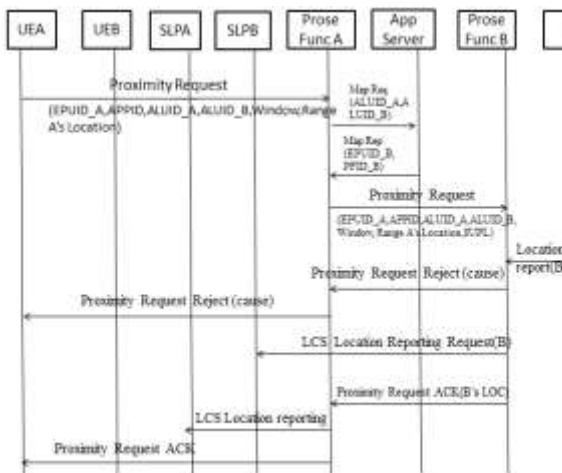 UEA
UEB
SLPA
SLPB
Prose
Func A
App
Server
Prose
Func B
Proximity Request
(EPUID_A,APPID,ALUID_A,ALUID_B,Window,Range
A's Location)
Map Req
(ALUID_A,A
LUID_B)
Map Rep
(EPUID_B,
PFID_B)
Proximity Request
(EPUID_A,APPID,ALUID_A,ALUID_B,
Window, Range A's Location,
Location
report(B
Proximity Request Reject (cause)
Proximity Request Reject (cause)
LCS Location Reporting Request(B)
Proximity Request ACK(B's LOC)
LCS Location reporting
Proximity Request ACK